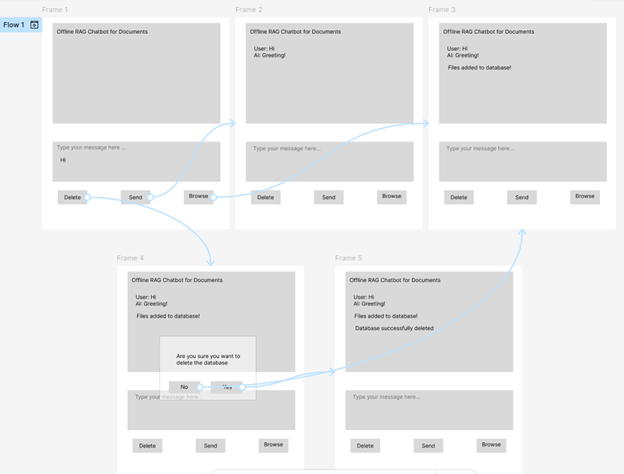 Frame 1
Frame 2
Frame 3
Flow 1
Offline RAG Chatbot for Documents
Type your message here ...
Hi
Delete
Send
Browse
Offline RAG Chatbot for Documents
User: Hi
AI: Greeting!
Type your message here...
Delete
Send
Browse
Offline RAG Chatbot for Documents
User: Hi
AI: Greeting!
Files added to database!
Type your message here...
Delete
Send
Browse
Frame 4
Frame 5
Offline RAG Chatbot for Documents
User: Hi
AI: Greeting!
Files added to database!
Are you sure you want to
delete the database
No
Yes
Type your message here...
Delete
Send
Browse
Offline RAG Chatbot for Documents
User: Hi
AI: Greeting!
Files added to database!
Database successfully deleted
Type your message here...
Delete
Send
Browse